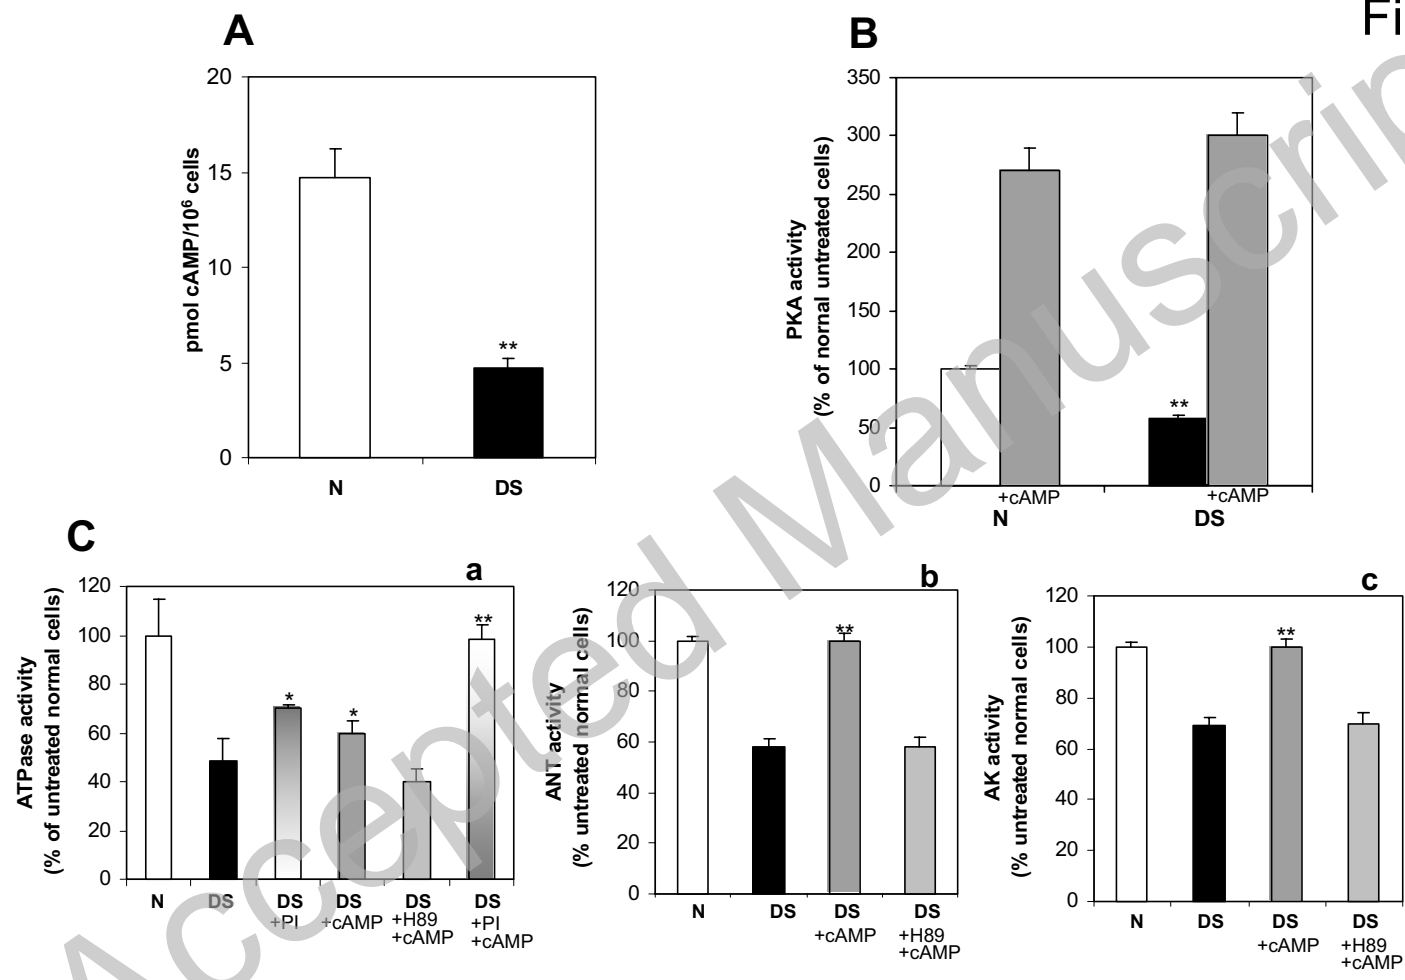 Fi
A
20
15
10
5
0
pmol cAMP/10⁶ cells
**
N
DS
B
350
300
250
200
150
100
50
0
PKA activity
(% of nornal untreated cells)
**
+cAMP
+cAMP
N
DS
C
a
120
100
80
60
40
20
0
ATPase activity
(% of untreated normal cells)
*
*
**
N
DS
DS
+PI
DS
+cAMP
DS
+H89
+cAMP
DS
+PI
+cAMP
b
120
100
80
60
40
20
0
ANT activity
(% untreated normal cells)
**
N
DS
DS
+cAMP
DS
+H89
+cAMP
c
120
100
80
60
40
20
0
AK activity
(% untreated normal cells)
**
N
DS
DS
+cAMP
DS
+H89
+cAMP
Accepted Manuscrip